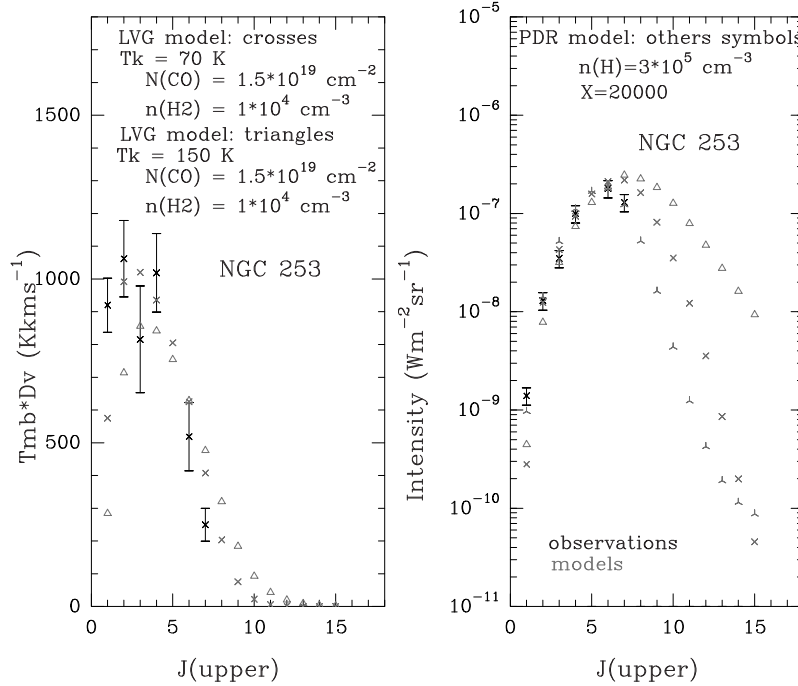 LVG model: crosses
Tk = 70 K
N(CO) = 1.5*10^19 cm^−2
n(H2) = 1*10^4 cm^−3
LVG model: triangles
Tk = 150 K
N(CO) = 1.5*10^19 cm^−2
n(H2) = 1*10^4 cm^−3
NGC 253
Tmb*Dv (Kkms^−1)
1500
1000
500
0
0
5
10
15
J(upper)
PDR model: others symbols
n(H)=3*10^5 cm^−3
X=20000
NGC 253
Intensity (Wm^−2sr^−1)
10^−5
10^−6
10^−7
10^−8
10^−9
10^−10
10^−11
observations
models
0
5
10
15
J(upper)